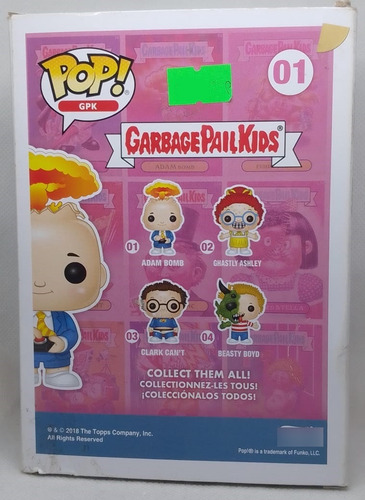 POP!
GPK
01
GARBAGE PAIL KIDS®
01
ADAM BOMB
02
GHASTLY ASHLEY
03
CLARK CAN'T
04
BEASTY BOYD
COLLECT THEM ALL!
COLLECTIONNEZ-LES TOUS!
¡COLECCIÓNALOS TODOS!
® & © 2018 The Topps Company, Inc.
All Rights Reserved
Pop!® is a trademark of Funko, LLC.